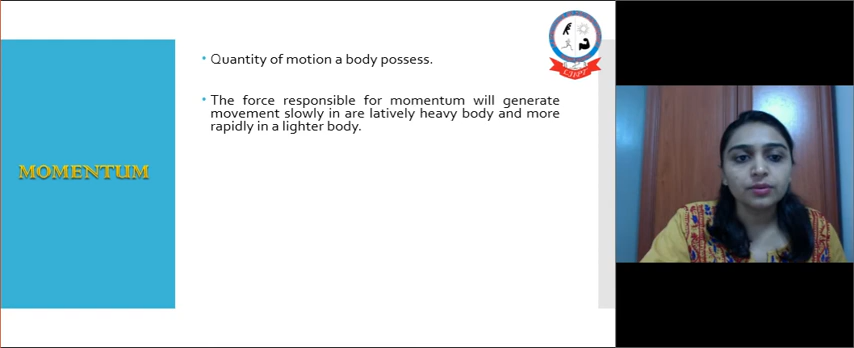 Quantity of motion a body possess.
The force responsible for momentum will generate
movement slowly in are latively heavy body and more
rapidly in a lighter body.
MOMENTUM